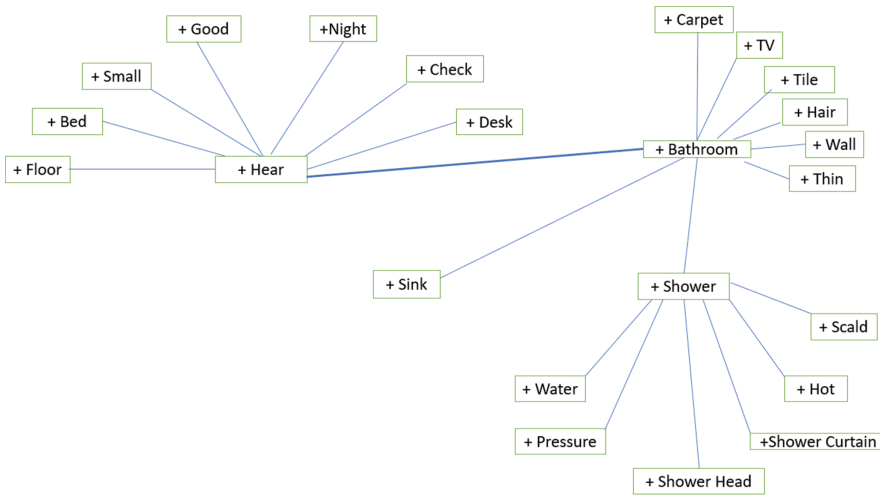 + Good
+Night
+ Small
+ Check
+ Bed
+ Desk
+ Floor
+ Hear
+ Carpet
+ TV
+ Tile
+ Hair
+ Bathroom
+ Wall
+ Thin
+ Sink
+ Shower
+ Scald
+ Water
+ Hot
+ Pressure
+Shower Curtain
+ Shower Head